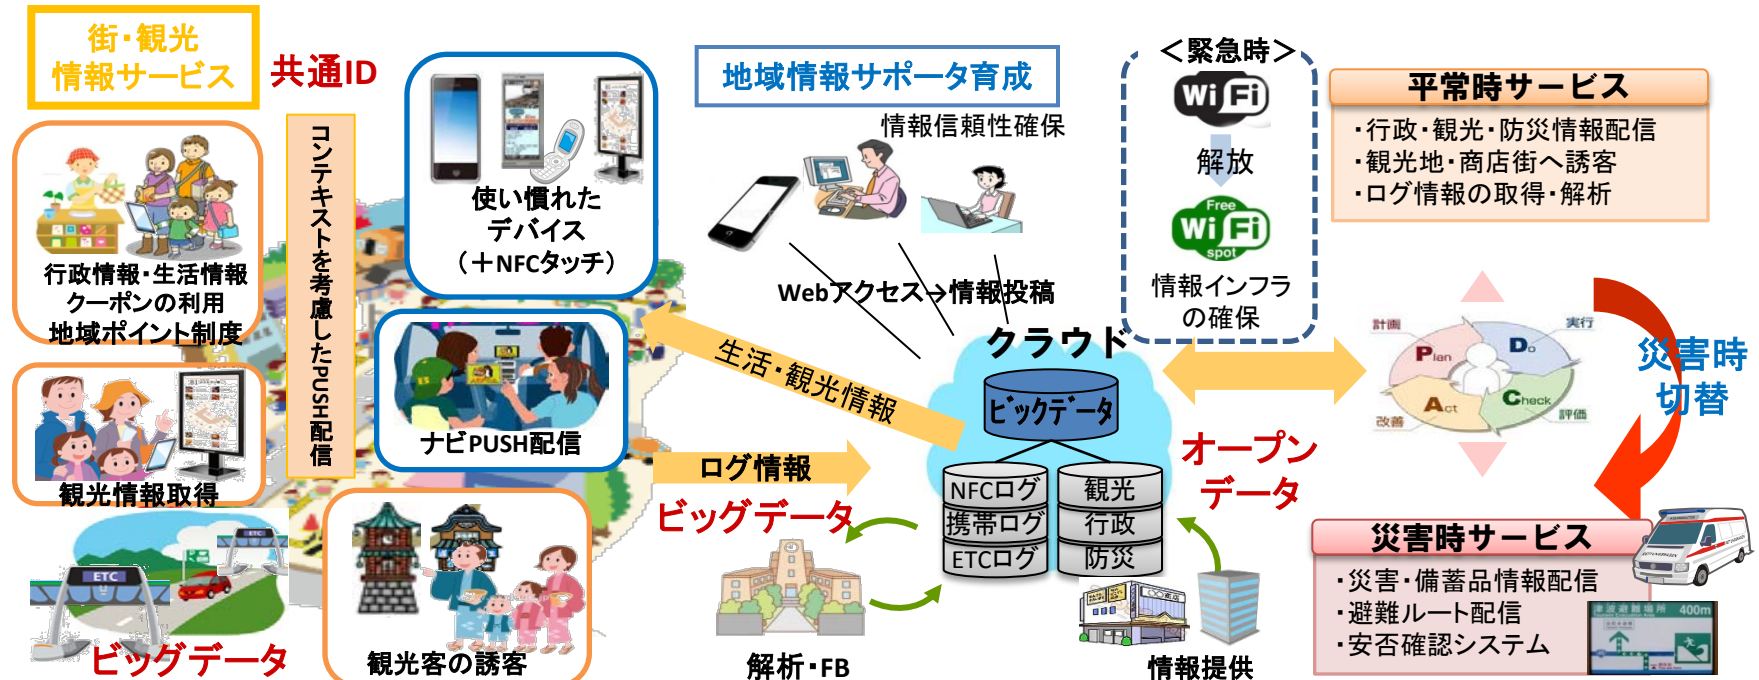 街・観光
情報サービス
共通ID
行政情報・生活情報
クーポンの利用
地域ポイント制度
観光情報取得
ETC
ETC
ビッグデータ
コンテキストを考慮したPUSH配信
使い慣れた
デバイス
（＋NFCタッチ）
ナビPUSH配信
観光客の誘客
地域情報サポータ育成
情報信頼性確保
Webアクセス→情報投稿
生活・観光情報
ログ情報
ビッグデータ
解析・FB
クラウド
ビックデータ
NFCログ
携帯ログ
ETCログ
観光
行政
防災
情報提供
＜緊急時＞
Wi Fi
解放
Free
Wi Fi
spot
情報インフラ
の確保
オープン
データ
平常時サービス
・行政・観光・防災情報配信
・観光地・商店街へ誘客
・ログ情報の取得・解析
計画
Plan
実行
Do
Check
評価
Act
改善
災害時
切替
災害時サービス
・災害・備蓄品情報配信
・避難ルート配信
・安否確認システム
津波避難場所 400m